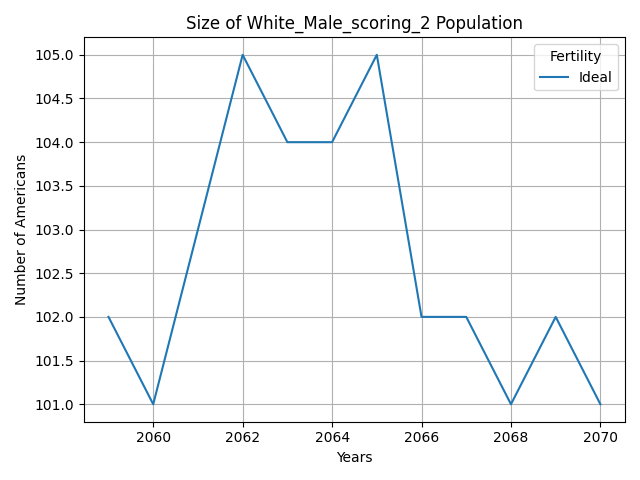 Size of White_Male_scoring_2 Population
Fertility
Ideal
Number of Americans
105.0
104.5
104.0
103.5
103.0
102.5
102.0
101.5
101.0
2060 2062 2064 2066 2068 2070
Years